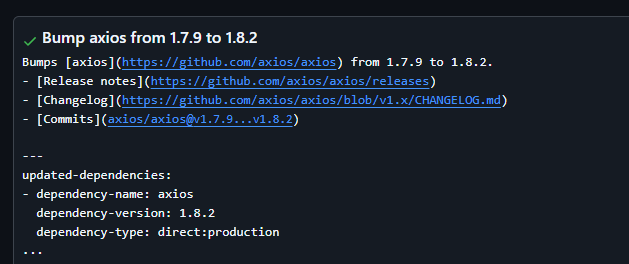 Bump axios from 1.7.9 to 1.8.2
Bumps [axios](https://github.com/axios/axios) from 1.7.9 to 1.8.2.
- [Release notes](https://github.com/axios/axios/releases)
- [Changelog](https://github.com/axios/axios/blob/v1.x/CHANGELOG.md)
- [Commits](axios/axios@v1.7.9...v1.8.2)
---
updated-dependencies:
- dependency-name: axios
  dependency-version: 1.8.2
  dependency-type: direct:production
...